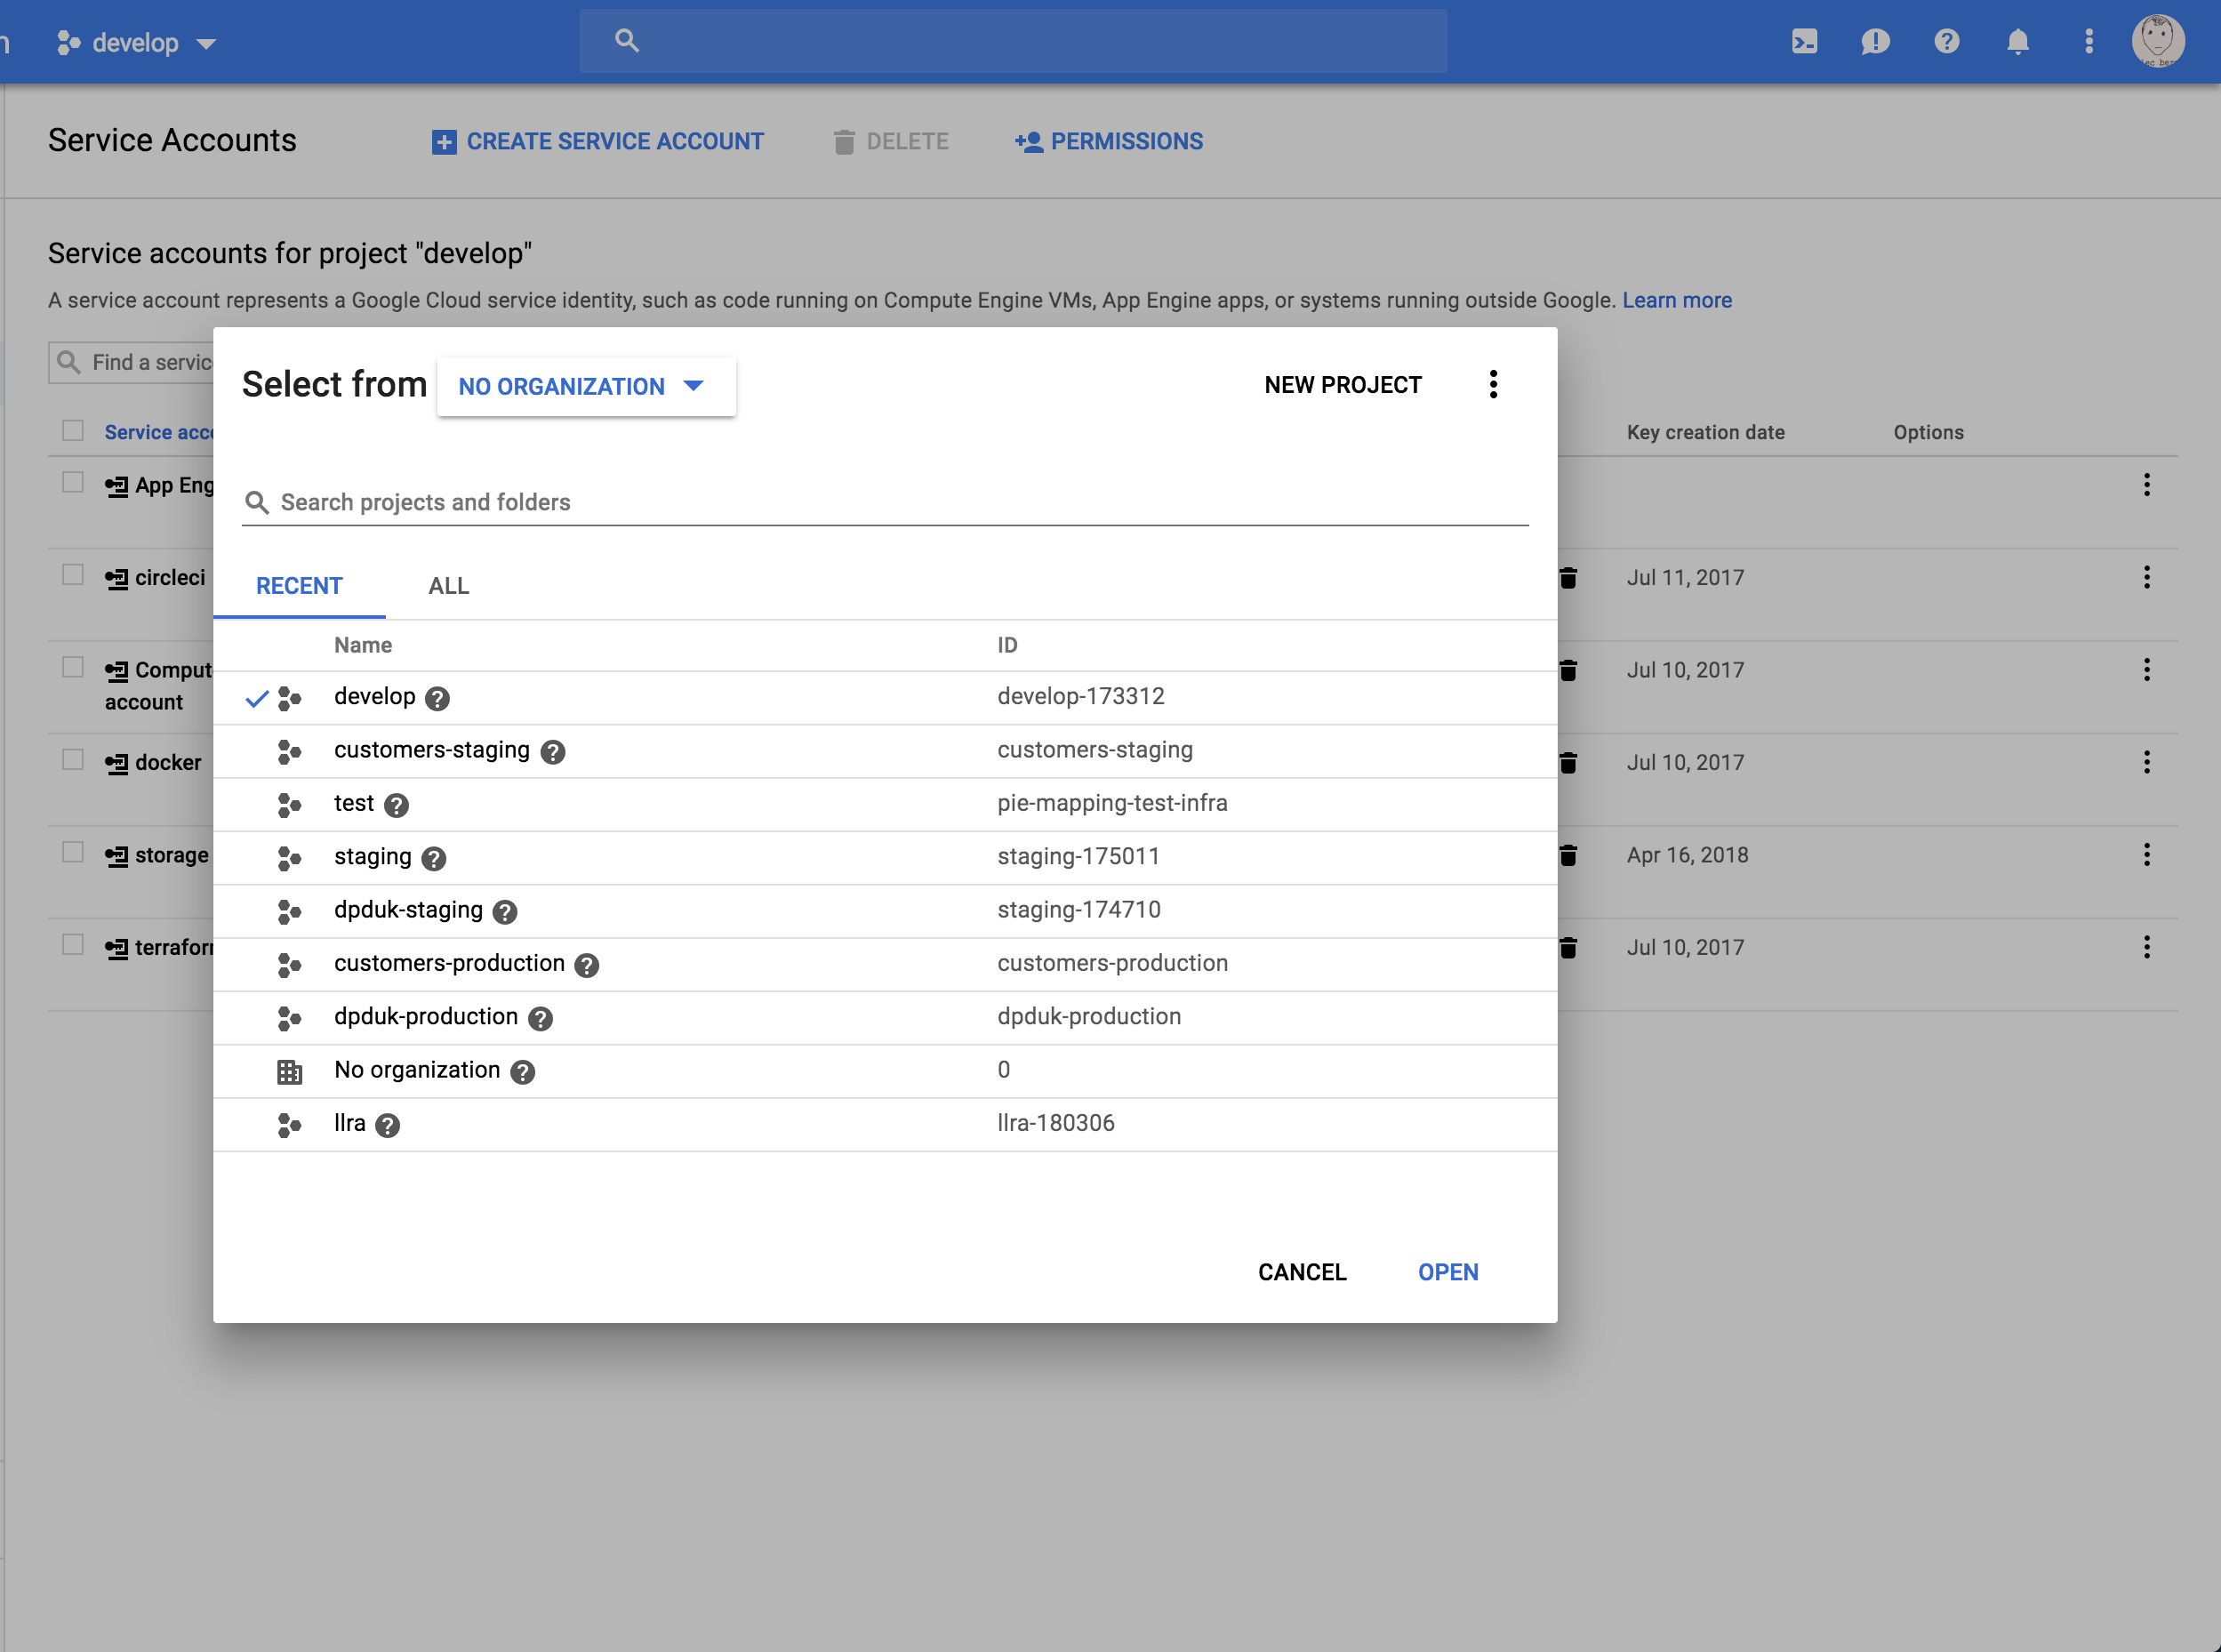 develop
Service Accounts
CREATE SERVICE ACCOUNT
DELETE
PERMISSIONS
Service accounts for project "develop"
A service account represents a Google Cloud service identity, such as code running on Compute Engine VMs, App Engine apps, or systems running outside Google. Learn more
Find a servic
Select from NO ORGANIZATION
NEW PROJECT
Search projects and folders
RECENT ALL
Name ID
develop develop-173312
customers-staging customers-staging
test pie-mapping-test-infra
staging staging-175011
dpduk-staging staging-174710
customers-production customers-production
dpduk-production dpduk-production
No organization 0
llra llra-180306
CANCEL OPEN
Service acc
Key creation date Options
App Eng
circleci Jul 11, 2017
Comput Jul 10, 2017
account
docker Jul 10, 2017
storage Apr 16, 2018
terrafor Jul 10, 2017